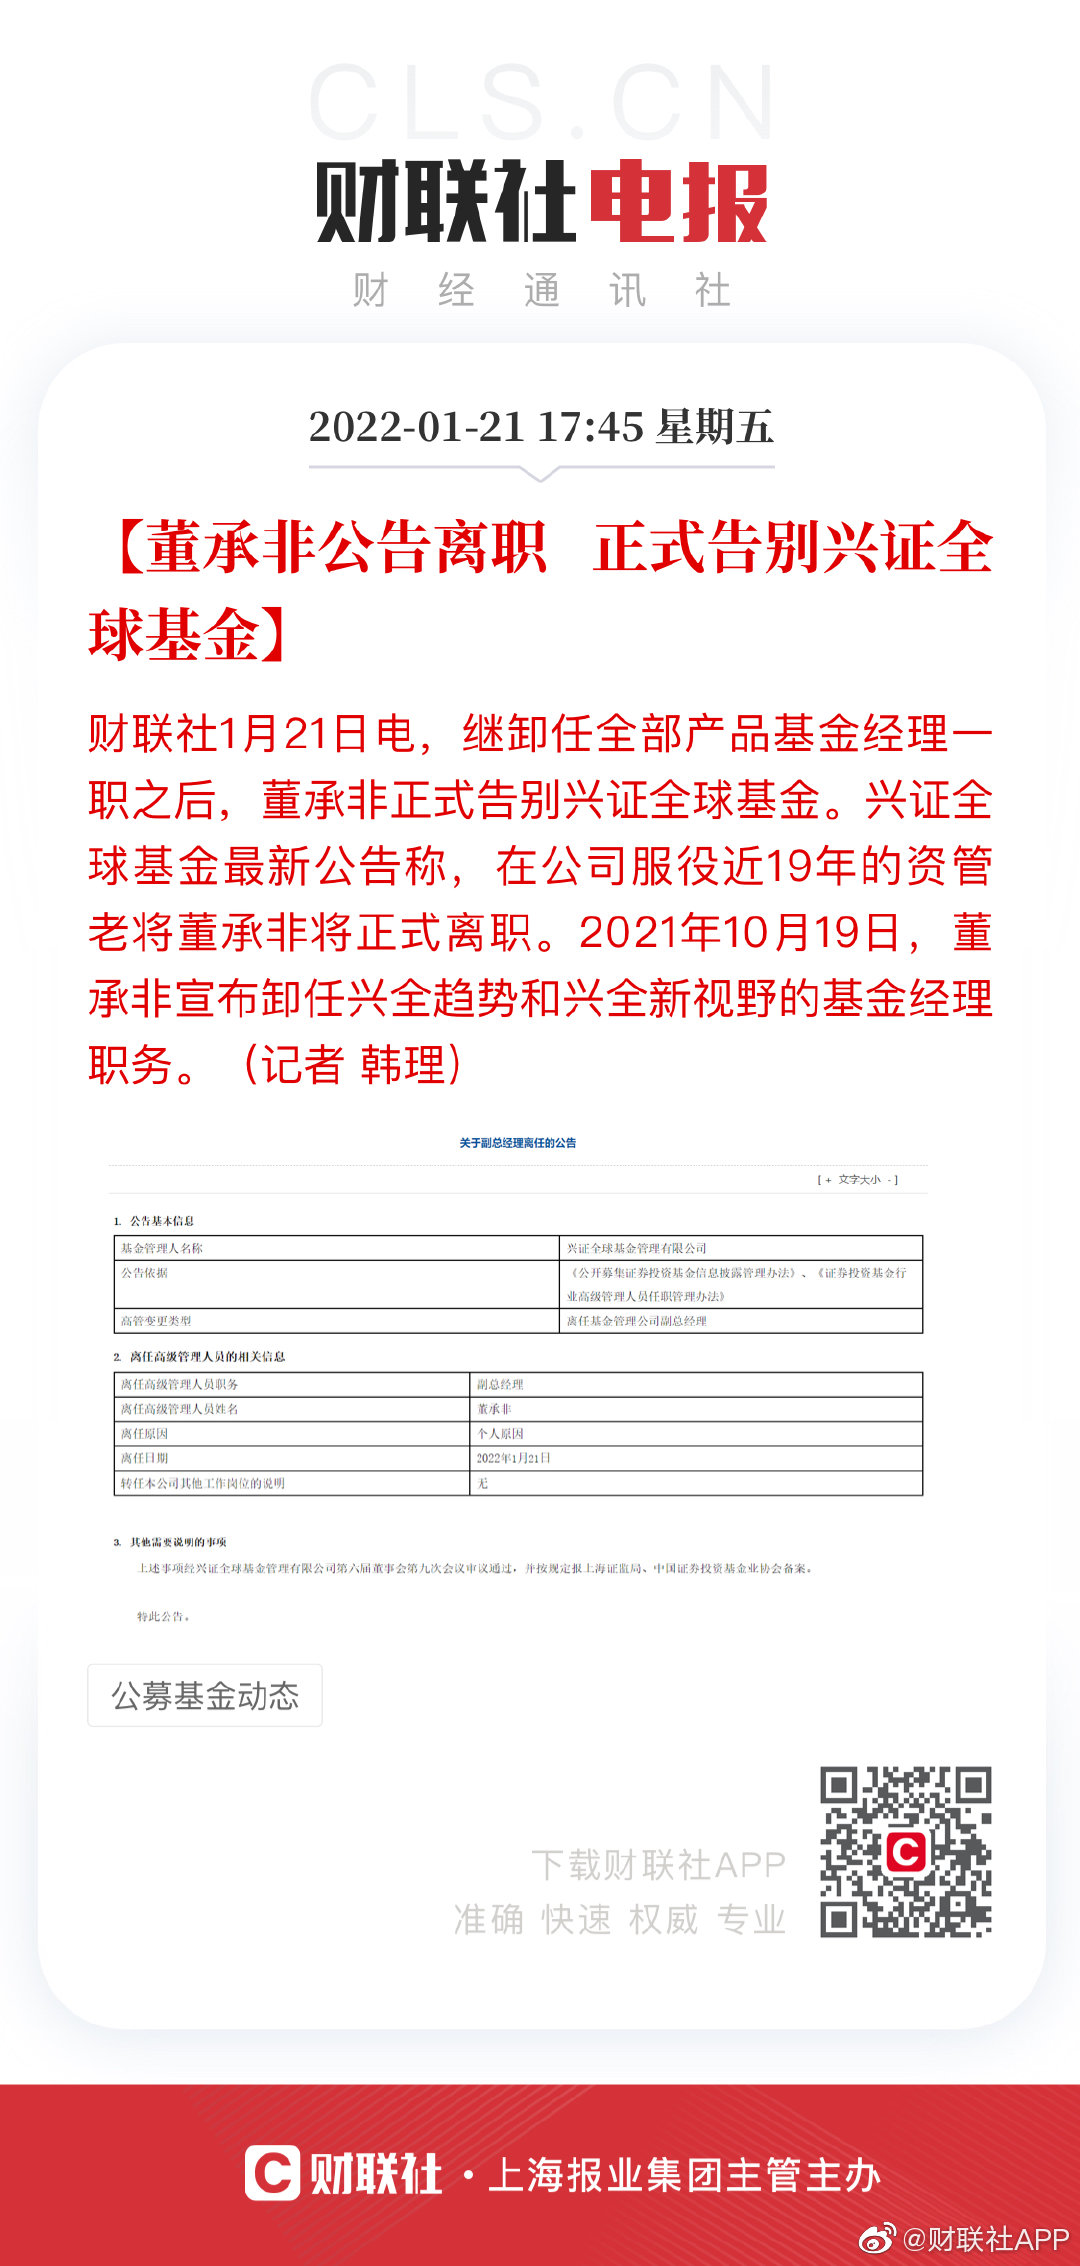 CLS.CN
财联社电报
财经通讯社
2022-01-21 17:45 星期五
【董承非公告离职 正式告别兴证全
球基金】
财联社1月21日电，继卸任全部产品基金经理一
职之后，董承非正式告别兴证全球基金。兴证全
球基金最新公告称，在公司服役近19年的资管
老将董承非将正式离职。2021年10月19日，董
承非宣布卸任兴全趋势和兴全新视野的基金经理
职务。（记者 韩理）
关于副总经理离任的公告
[ + 文字大小 - ]
1. 公告基本信息
基金管理人名称 兴证全球基金管理有限公司
公告依据 《公开募集证券投资基金信息披露管理办法》、《证券投资基金行
业高级管理人员任职管理办法》
高管变更类型 离任基金管理公司副总经理
2. 离任高级管理人员的相关信息
离任高级管理人员职务 副总经理
离任高级管理人员姓名 董承非
离任原因 个人原因
离任日期 2022年1月21日
转任本公司其他工作岗位的说明 无
3. 其他需要说明的事项
上述事项经兴证全球基金管理有限公司第六届董事会第九次会议审议通过，并按规定报上海证监局、中国证券投资基金业协会备案。
特此公告。
公募基金动态
下载财联社APP
准确 快速 权威 专业
C
C 财联社·上海报业集团主管主办
@财联社APP